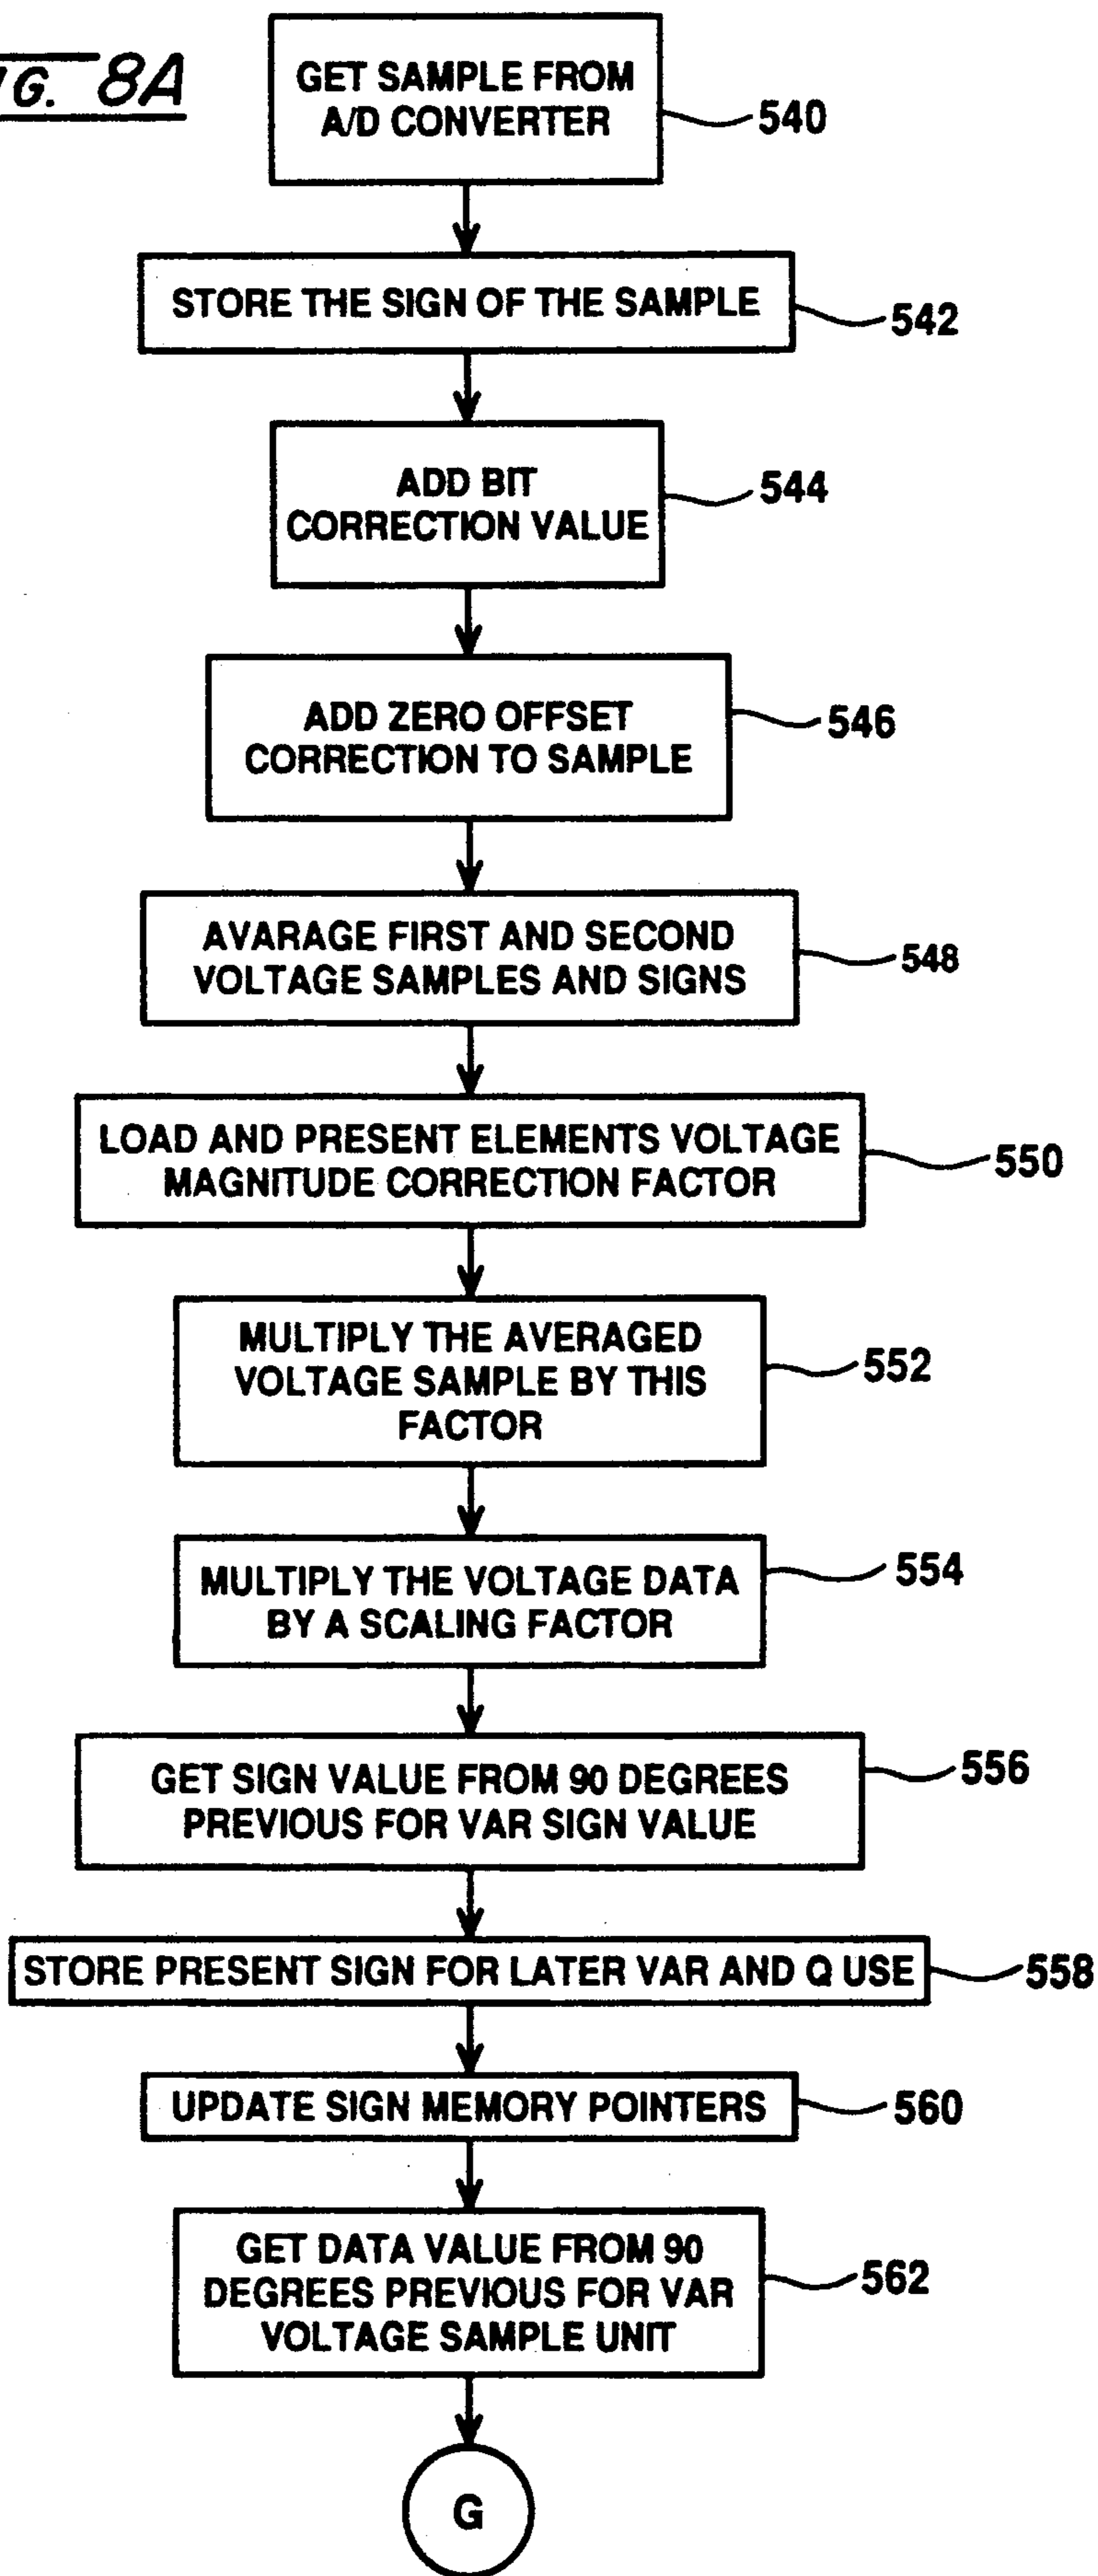 IG. 8A
GET SAMPLE FROM
A/D CONVERTER
540
STORE THE SIGN OF THE SAMPLE
542
ADD BIT
CORRECTION VALUE
544
ADD ZERO OFFSET
CORRECTION TO SAMPLE
546
AVARAGE FIRST AND SECOND
VOLTAGE SAMPLES AND SIGNS
548
LOAD AND PRESENT ELEMENTS VOLTAGE
MAGNITUDE CORRECTION FACTOR
550
MULTIPLY THE AVERAGED
VOLTAGE SAMPLE BY THIS
FACTOR
552
MULTIPLY THE VOLTAGE DATA
BY A SCALING FACTOR
554
GET SIGN VALUE FROM 90 DEGREES
PREVIOUS FOR VAR SIGN VALUE
556
STORE PRESENT SIGN FOR LATER VAR AND Q USE
558
UPDATE SIGN MEMORY POINTERS
560
GET DATA VALUE FROM 90
DEGREES PREVIOUS FOR VAR
VOLTAGE SAMPLE UNIT
562
G